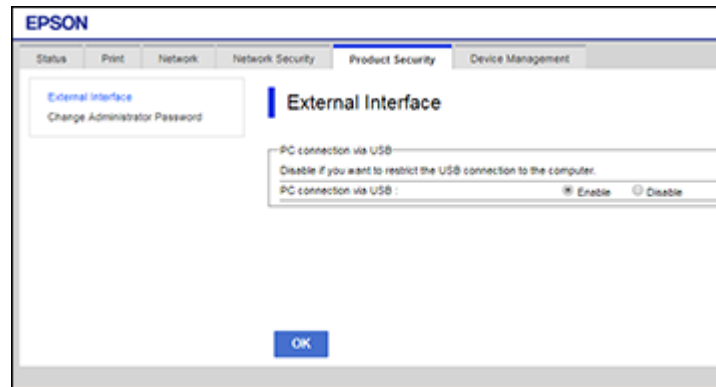 EPSON
Status Print Network Network Security Product Security Device Management
External Interface
Change Administrator Password
External Interface
PC connection via USB
Disable if you want to restrict the USB connection to the computer.
PC connection via USB : Enable Disable
OK